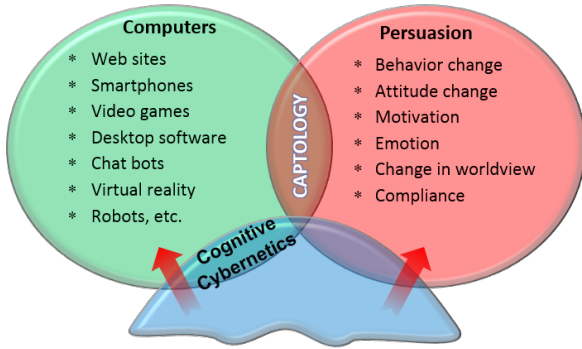 Computers
* Web sites
* Smartphones
* Video games
* Desktop software
* Chat bots
* Virtual reality
* Robots, etc.
CAPTOLOGY
Persuasion
* Behavior change
* Attitude change
* Motivation
* Emotion
* Change in worldview
* Compliance
Cognitive
Cybernetics